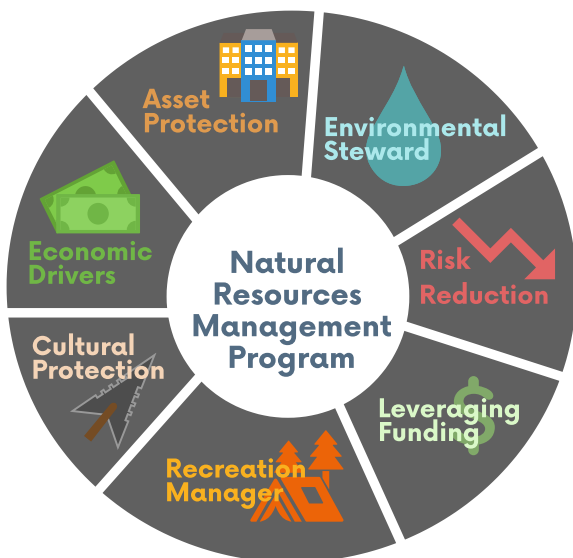 Asset
Protection
Environmental
Steward
Risk
Reduction
Leveraging
Funding
Recreation
Manager
Cultural
Protection
Economic
Drivers
Natural
Resources
Management
Program